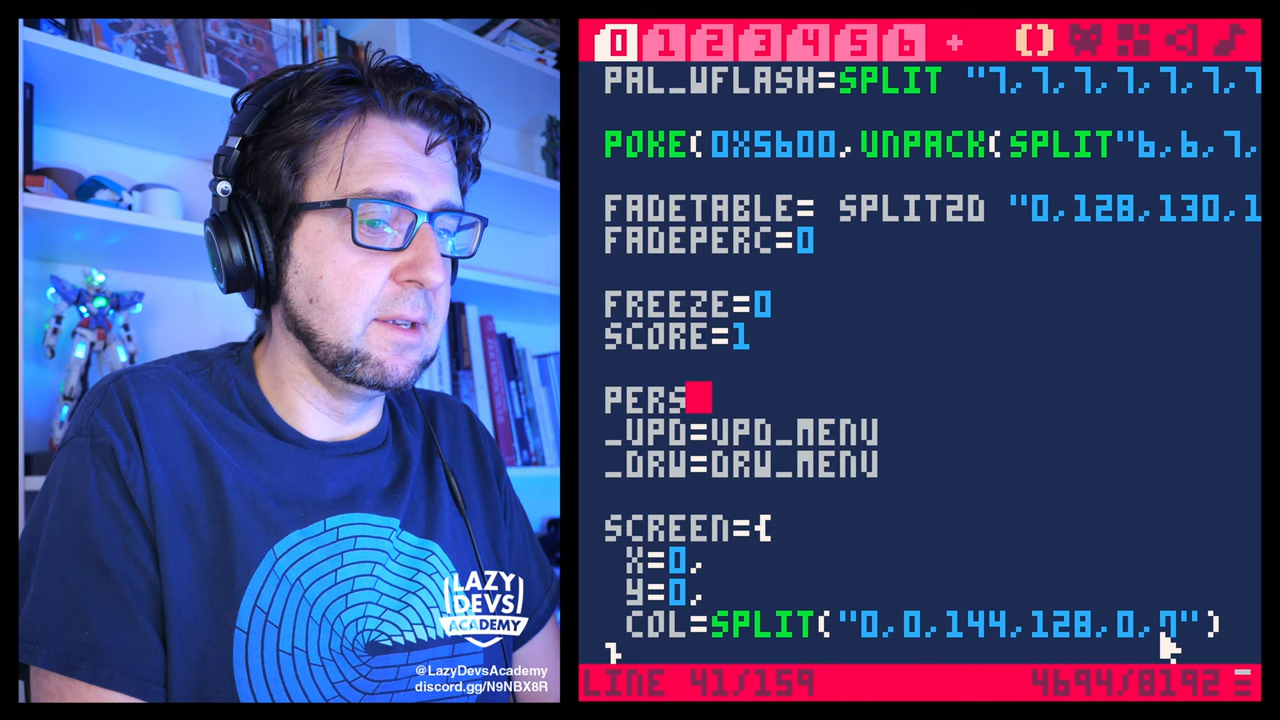 0 1 2 3 4 5 6 + ()
PAL_WFLASH=SPLIT "7,7,7,7,7,7,7
POKE(0X5600,UNPACK(SPLIT"6,6,7,
FADETABLE= SPLIT2D "0,128,130,1
FADEPERC=0
FREEZE=0
SCORE=1
PERS
_UPD=UPD_MENU
_DRW=DRW_MENU
SCREEN={
X=0,
Y=0,
COL=SPLIT("0,0,144,128,0,0")
}
LINE 41/159
4694/8192
LAZY
DEVS
ACADEMY
@LazyDevsAcademy
discord.gg/N9NBX8R